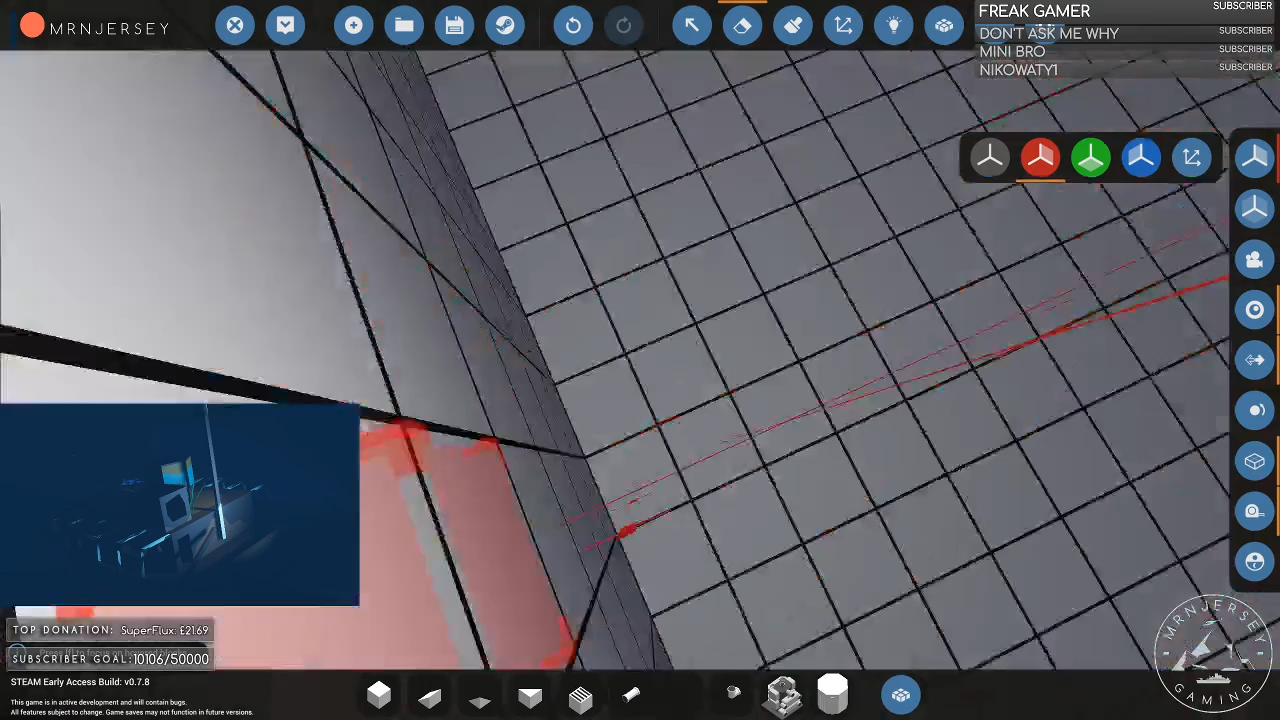 MRNJERSEY
FREAK GAMER SUBSCRIBER
DON'T ASK ME WHY SUBSCRIBER
MINI BRO SUBSCRIBER
NIKOWATY1 SUBSCRIBER
TOP DONATION: SuperFlux: £21.69
SUBSCRIBER GOAL: 10106/50000
STEAM Early Access Build: v0.7.8
This game is in active development and will contain bugs.
All features subject to change. Game saves may not function in future versions.
MRNJERSEY
GAMING